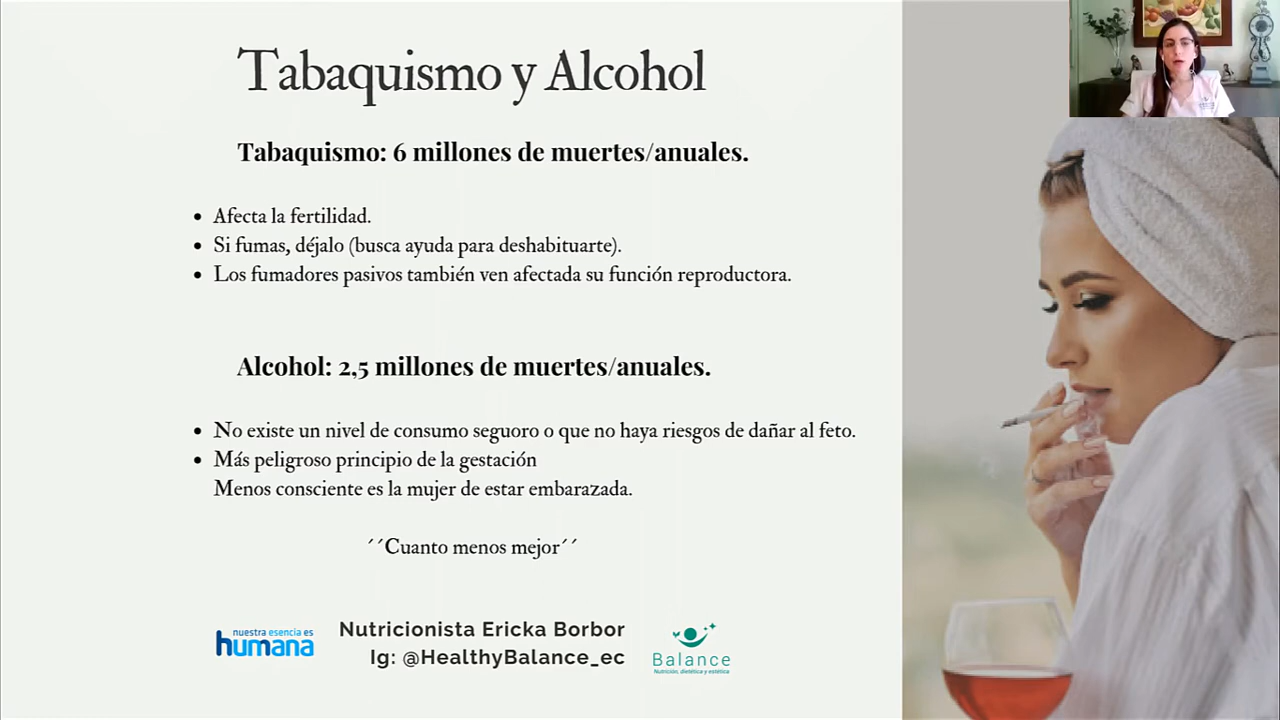 Tabaquismo y Alcohol
Tabaquismo: 6 millones de muertes/anuales.
• Afecta la fertilidad.
• Si fumas, déjalo (busca ayuda para deshabituarte).
• Los fumadores pasivos también ven afectada su función reproductora.
Alcohol: 2,5 millones de muertes/anuales.
• No existe un nivel de consumo seguoro o que no haya riesgos de dañar al feto.
• Más peligroso principio de la gestación
Menos consciente es la mujer de estar embarazada.
´´Cuanto menos mejor´´
nuestra esencia es
humana
Nutricionista Ericka Borbor
Ig: @HealthyBalance_ec
Balance
Nutrición, dietética y estética